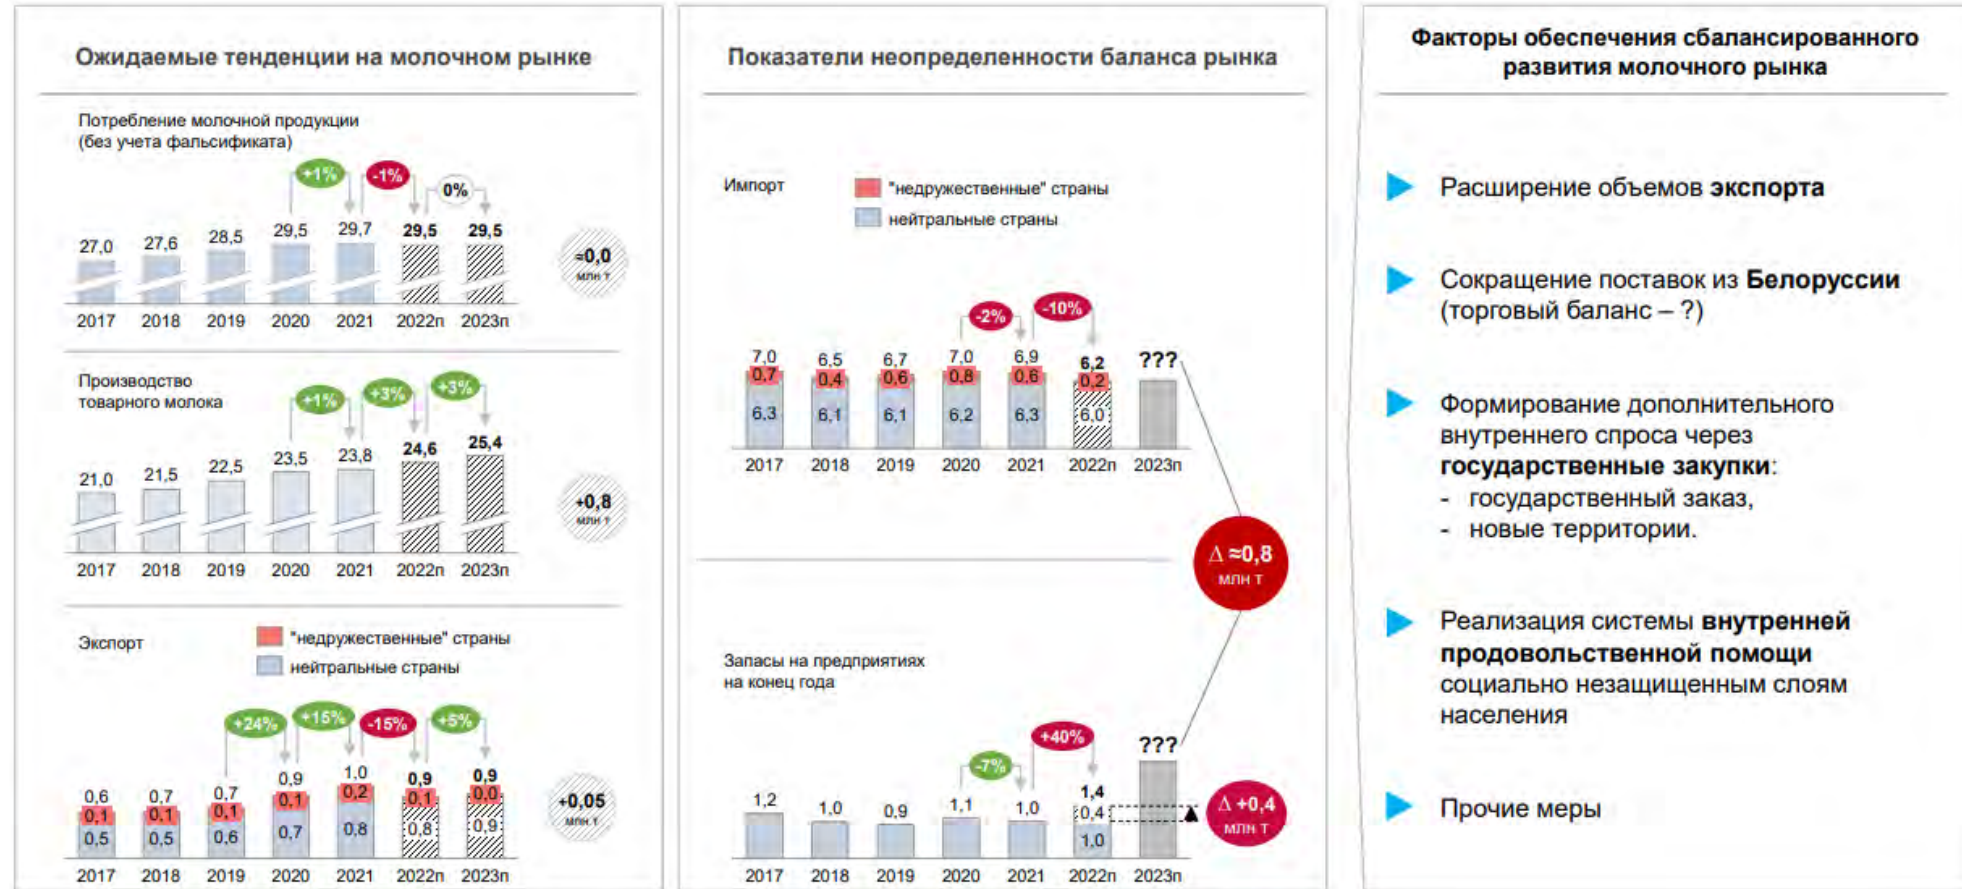 Ожидаемые тенденции на молочном рынке
Потребление молочной продукции
(без учета фальсификата)
+1%
-1%
0%
27,0
27,6
28,5
29,5
29,7
29,5
29,5
≈0,0
млн т
2017 2018 2019 2020 2021 2022п 2023п
Производство
товарного молока
+1%
+3%
+3%
21,0
21,5
22,5
23,5
23,8
24,6
25,4
+0,8
млн т
2017 2018 2019 2020 2021 2022п 2023п
Экспорт
"недружественные" страны
нейтральные страны
+24%
+15%
-15%
+5%
0,6 0,7 0,7 0,9 1,0 0,9 0,9
0,1 0,1 0,1 0,1 0,2 0,1 0,0
0,5 0,5 0,6 0,7 0,8 0,8 0,9
+0,05
млн т
2017 2018 2019 2020 2021 2022п 2023п
Показатели неопределенности баланса рынка
Импорт
"недружественные" страны
нейтральные страны
-2%
-10%
7,0 6,5 6,7 7,0 6,9 6,2 ???
0,7 0,4 0,6 0,8 0,6 0,2
6,3 6,1 6,1 6,2 6,3 6,0
2017 2018 2019 2020 2021 2022п 2023п
Δ ≈0,8
млн т
Запасы на предприятиях
на конец года
-7%
+40%
1,2 1,0 0,9 1,1 1,0 1,4 ???
0,4
1,0
Δ +0,4
млн т
2017 2018 2019 2020 2021 2022п 2023п
Факторы обеспечения сбалансированного
развития молочного рынка
Расширение объемов экспорта
Сокращение поставок из Белоруссии
(торговый баланс – ?)
Формирование дополнительного
внутреннего спроса через
государственные закупки:
- государственный заказ,
- новые территории.
Реализация системы внутренней
продовольственной помощи
социально незащищенным слоям
населения
Прочие меры